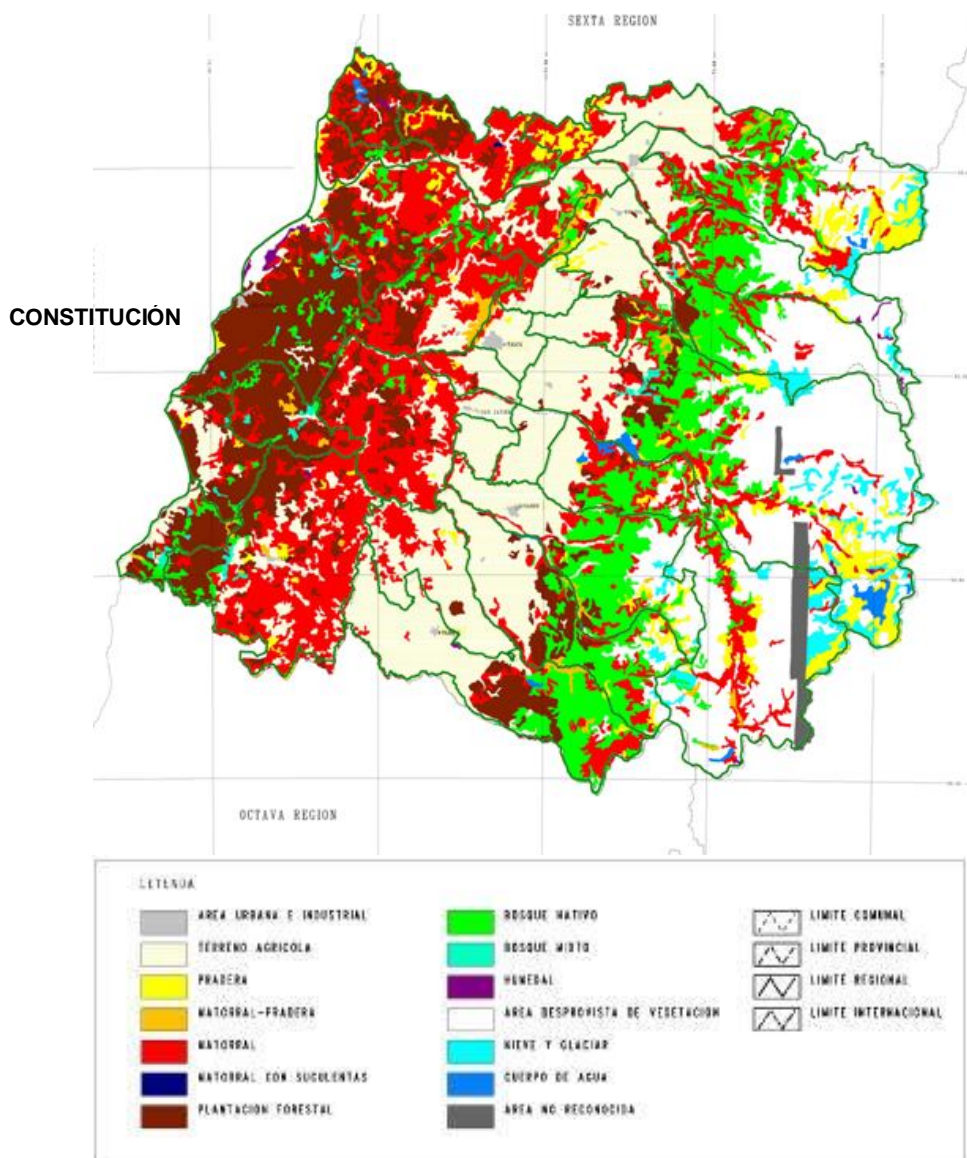 SEXTA REGION
CONSTITUCIÓN
OCTAVA REGION
LEYENDA
AREA URBANA E INDUSTRIAL
TERRENO AGRICOLA
PRADERA
MATORRAL-PRADERA
MATORRAL
MATORRAL CON SUCULENTAS
PLANTACION FORESTAL
BOSQUE NATIVO
BOSQUE MIXTO
HUMEDAL
AREA DESPROVISTA DE VEGETACION
NIEVE Y GLACIAR
CUERPO DE AGUA
AREA NO RECONOCIDA
LIMITE COMUNAL
LIMITE PROVINCIAL
LIMITE REGIONAL
LIMITE INTERNACIONAL